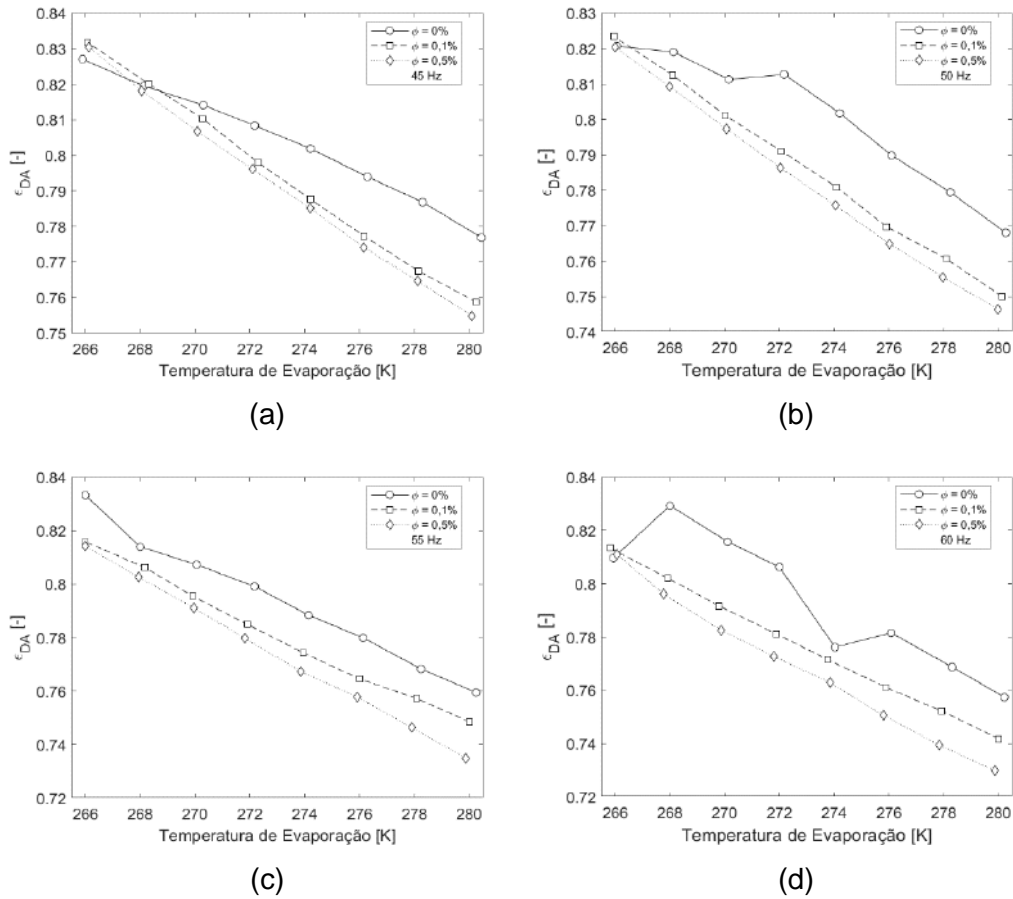 0.84
0.83
0.82
0.81
0.8
0.79
0.78
0.77
0.76
0.75
ϵDA [-]
266 268 270 272 274 276 278 280
Temperatura de Evaporação [K]
ϕ = 0%
ϕ = 0,1%
ϕ = 0,5%
45 Hz
(a)
0.83
0.82
0.81
0.8
0.79
0.78
0.77
0.76
0.75
0.74
ϵDA [-]
266 268 270 272 274 276 278 280
Temperatura de Evaporação [K]
ϕ = 0%
ϕ = 0,1%
ϕ = 0,5%
50 Hz
(b)
0.84
0.82
0.8
0.78
0.76
0.74
0.72
ϵDA [-]
266 268 270 272 274 276 278 280
Temperatura de Evaporação [K]
ϕ = 0%
ϕ = 0,1%
ϕ = 0,5%
55 Hz
(c)
0.84
0.82
0.8
0.78
0.76
0.74
0.72
ϵDA [-]
266 268 270 272 274 276 278 280
Temperatura de Evaporação [K]
ϕ = 0%
ϕ = 0,1%
ϕ = 0,5%
60 Hz
(d)